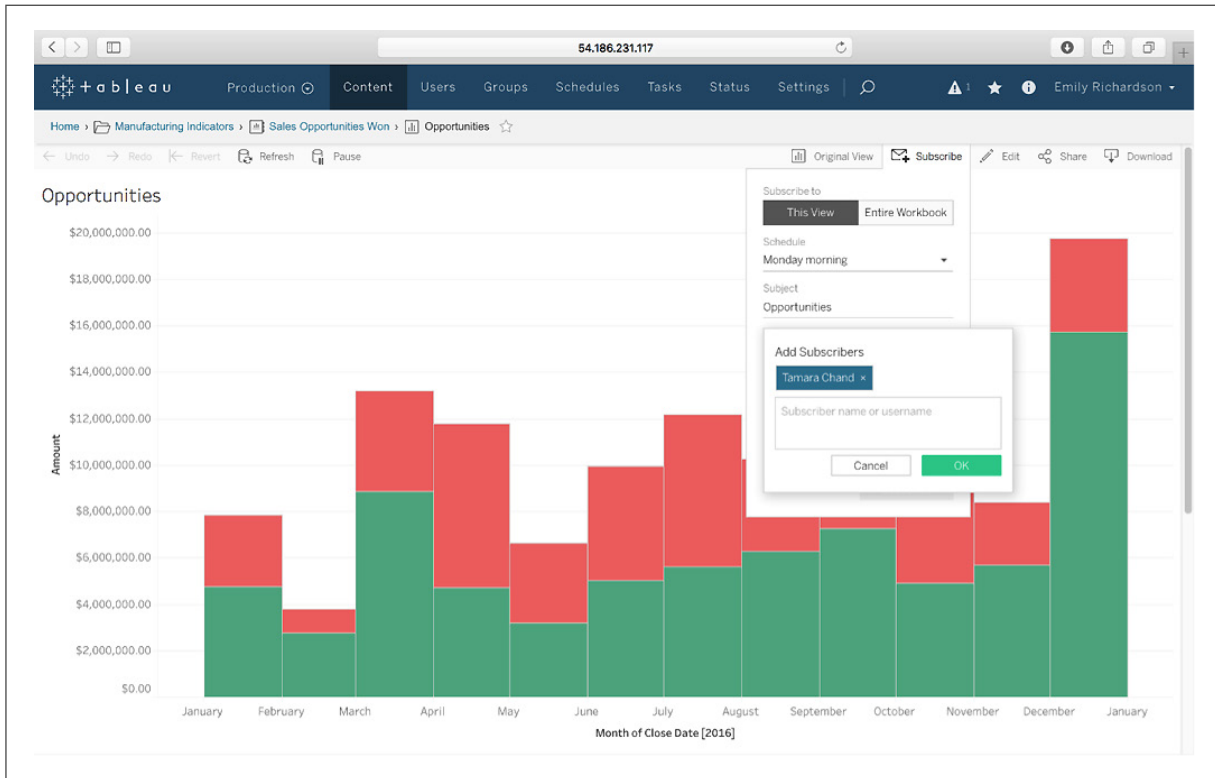 54.186.231.117
+ a b | e a u Production Content Users Groups Schedules Tasks Status Settings 1 Emily Richardson
Home › Manufacturing Indicators › Sales Opportunities Won › Opportunities
Undo Redo Revert Refresh Pause Original View Subscribe Edit Share Download
Opportunities
Subscribe to
This View Entire Workbook
Schedule
Monday morning
Subject
Opportunities
Add Subscribers
Tamara Chand ×
Subscriber name or username
Cancel OK
$20,000,000.00
$18,000,000.00
$16,000,000.00
$14,000,000.00
$12,000,000.00
$10,000,000.00
$8,000,000.00
$6,000,000.00
$4,000,000.00
$2,000,000.00
$0.00
Amount
January February March April May June July August September October November December January
Month of Close Date [2016]